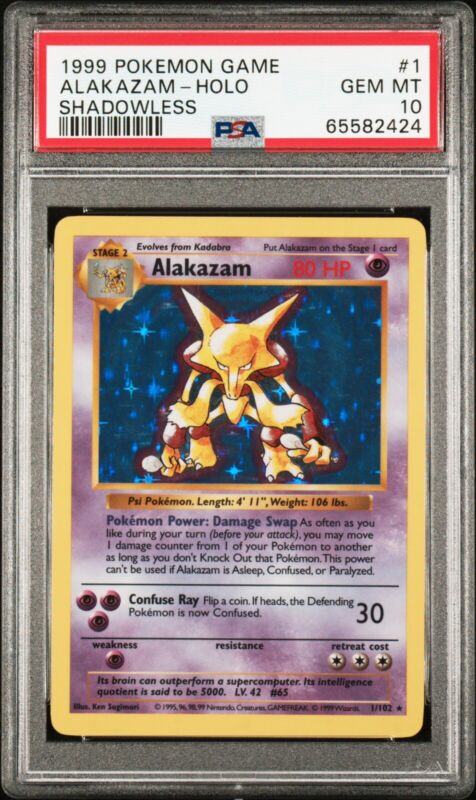 1999 POKEMON GAME #1
ALAKAZAM – HOLO GEM MT
SHADOWLESS 10
PSA 65582424
STAGE 2 Evolves from Kadabra Put Alakazam on the Stage 1 card
Alakazam 80 HP
Psi Pokémon. Length: 4' 11", Weight: 106 lbs.
Pokémon Power: Damage Swap As often as you
like during your turn (before your attack), you may move
1 damage counter from 1 of your Pokémon to another
as long as you don't Knock Out that Pokémon. This power
can't be used if Alakazam is Asleep, Confused, or Paralyzed.
Confuse Ray Flip a coin. If heads, the Defending
Pokémon is now Confused. 30
weakness resistance retreat cost
Its brain can outperform a supercomputer. Its intelligence
quotient is said to be 5000. LV. 42 #65
Illus. Ken Sugimori ©1995, 96, 98, 99 Nintendo, Creatures, GAMEFREAK. ©1999 Wizards. 1/102 ★